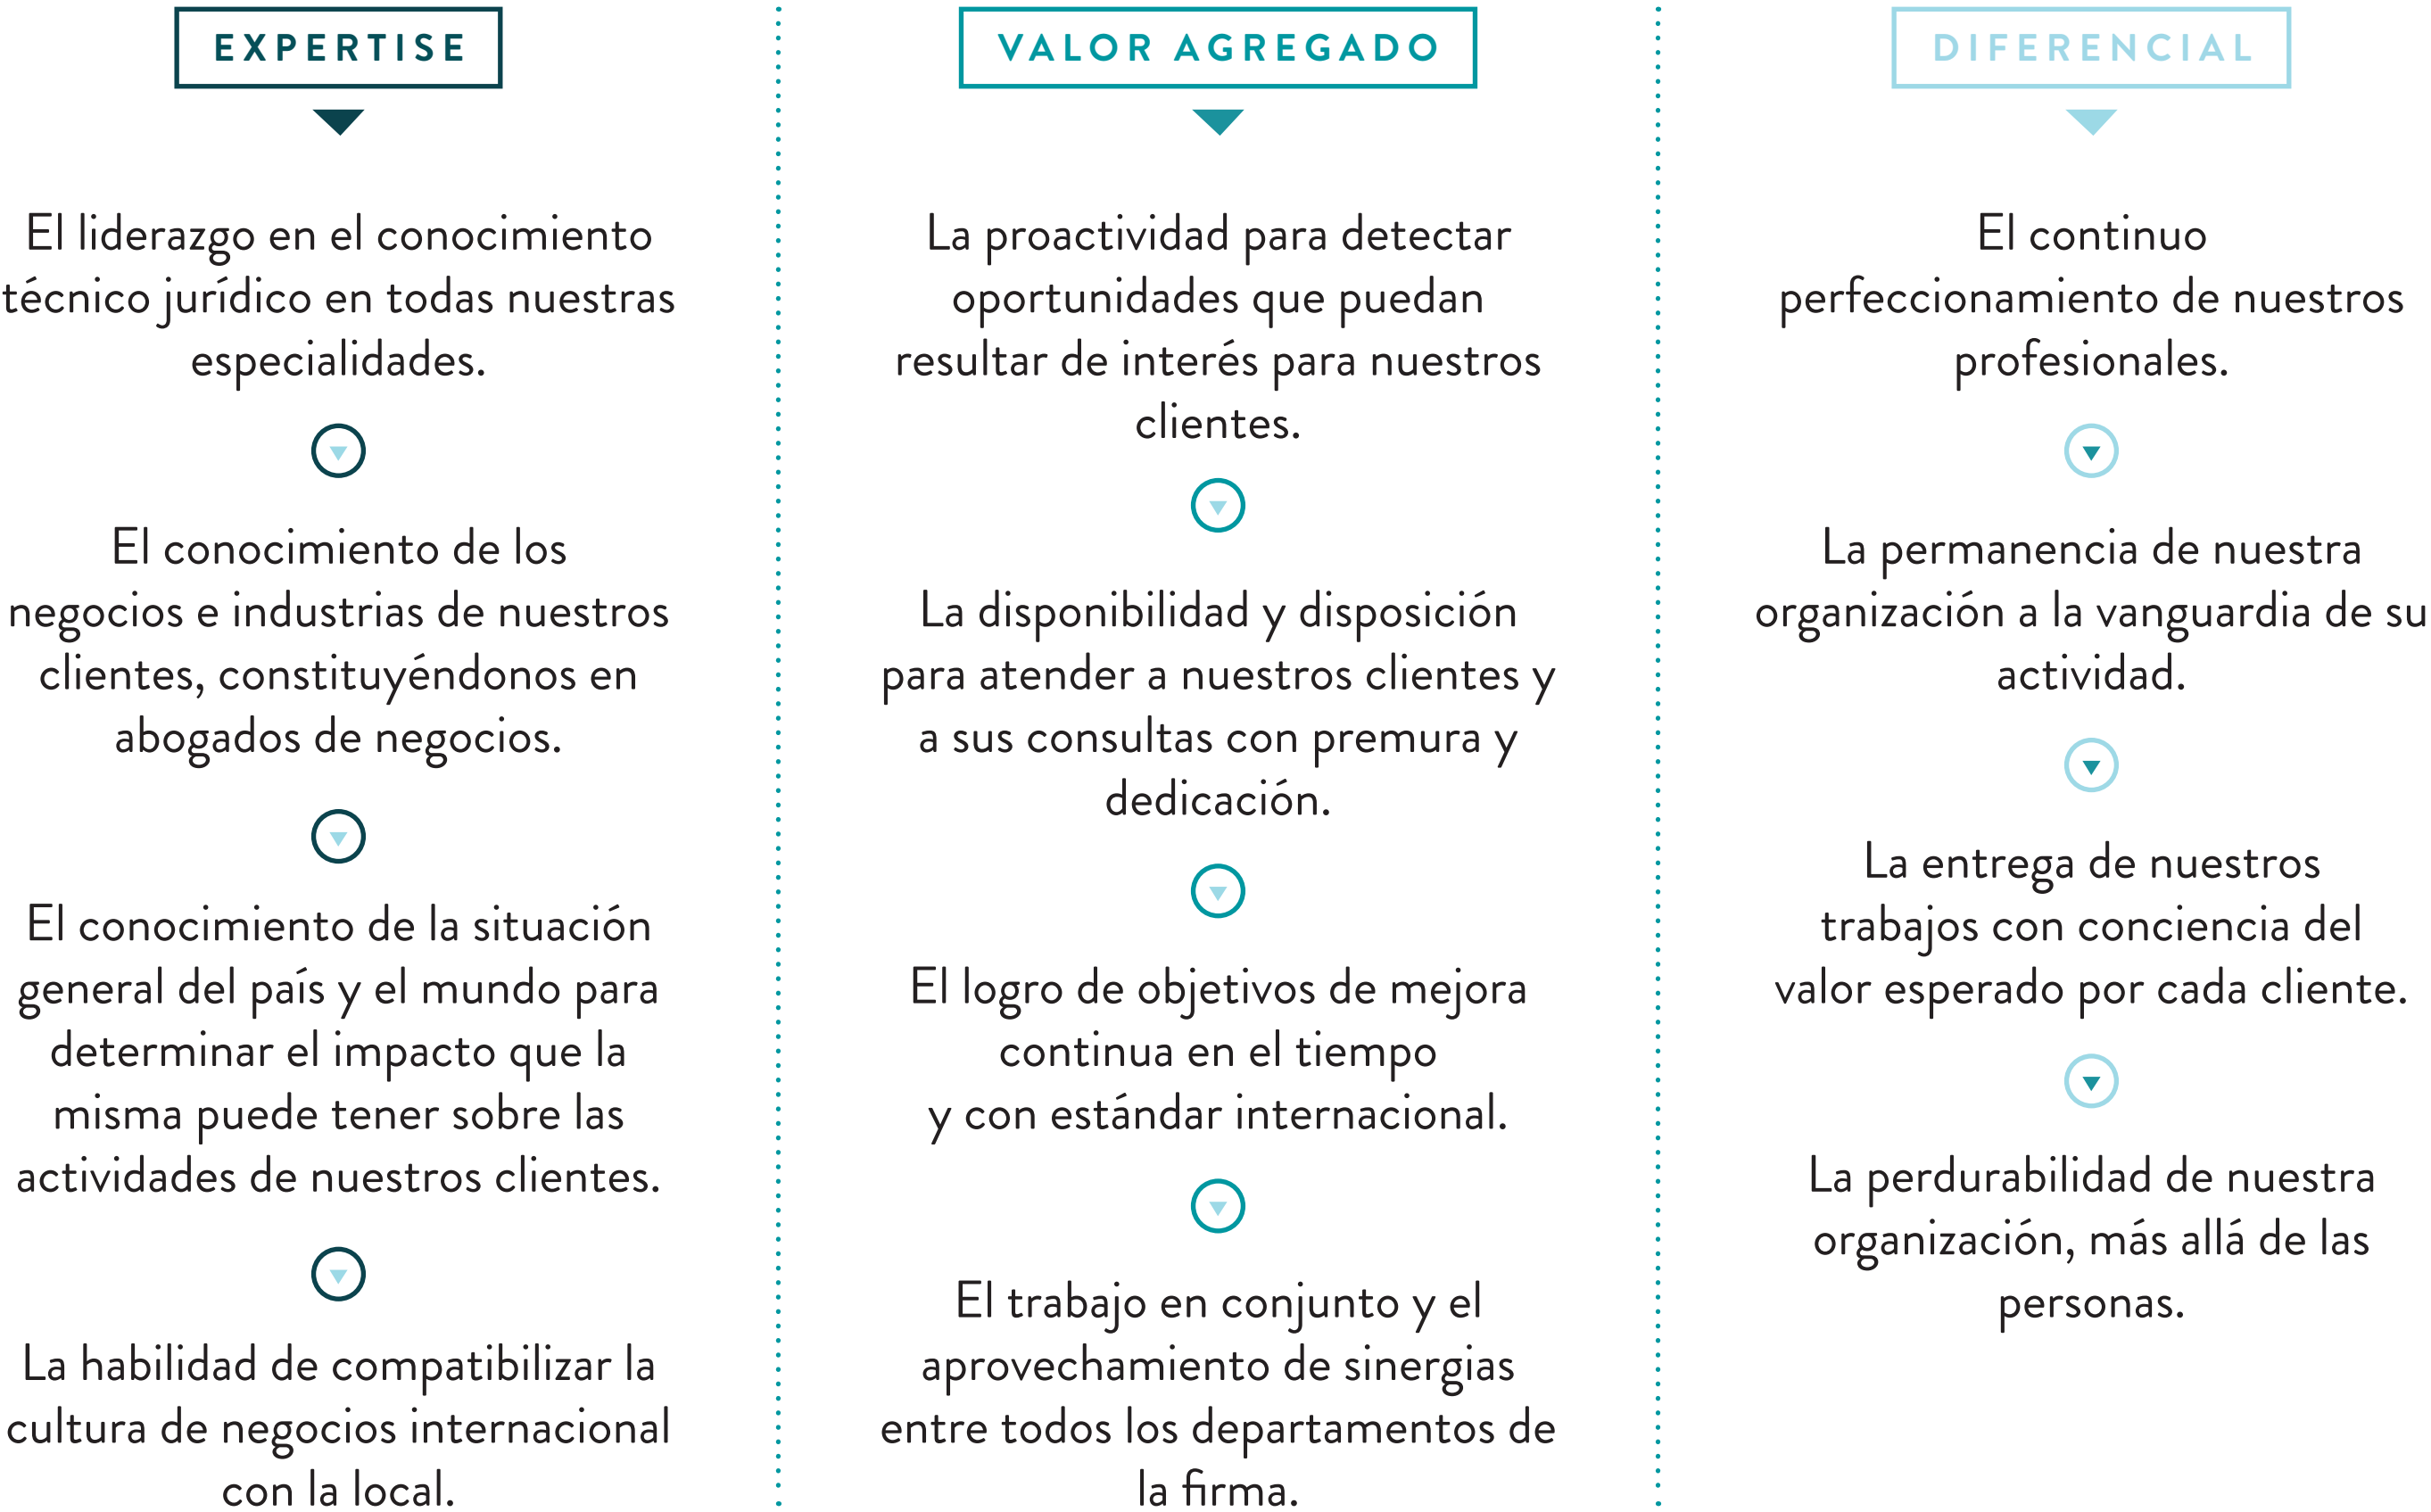 EXPERTISE
El liderazgo en el conocimiento
técnico jurídico en todas nuestras
especialidades.
El conocimiento de los
negocios e industrias de nuestros
clientes, constituyéndonos en
abogados de negocios.
El conocimiento de la situación
general del país y el mundo para
determinar el impacto que la
misma puede tener sobre las
actividades de nuestros clientes.
La habilidad de compatibilizar la
cultura de negocios internacional
con la local.
VALOR AGREGADO
La proactividad para detectar
oportunidades que puedan
resultar de interés para nuestros
clientes.
La disponibilidad y disposición
para atender a nuestros clientes y
a sus consultas con premura y
dedicación.
El logro de objetivos de mejora
continua en el tiempo
y con estándar internacional.
El trabajo en conjunto y el
aprovechamiento de sinergias
entre todos los departamentos de
la firma.
DIFERENCIAL
El continuo
perfeccionamiento de nuestros
profesionales.
La permanencia de nuestra
organización a la vanguardia de su
actividad.
La entrega de nuestros
trabajos con conciencia del
valor esperado por cada cliente.
La perdurabilidad de nuestra
organización, más allá de las
personas.